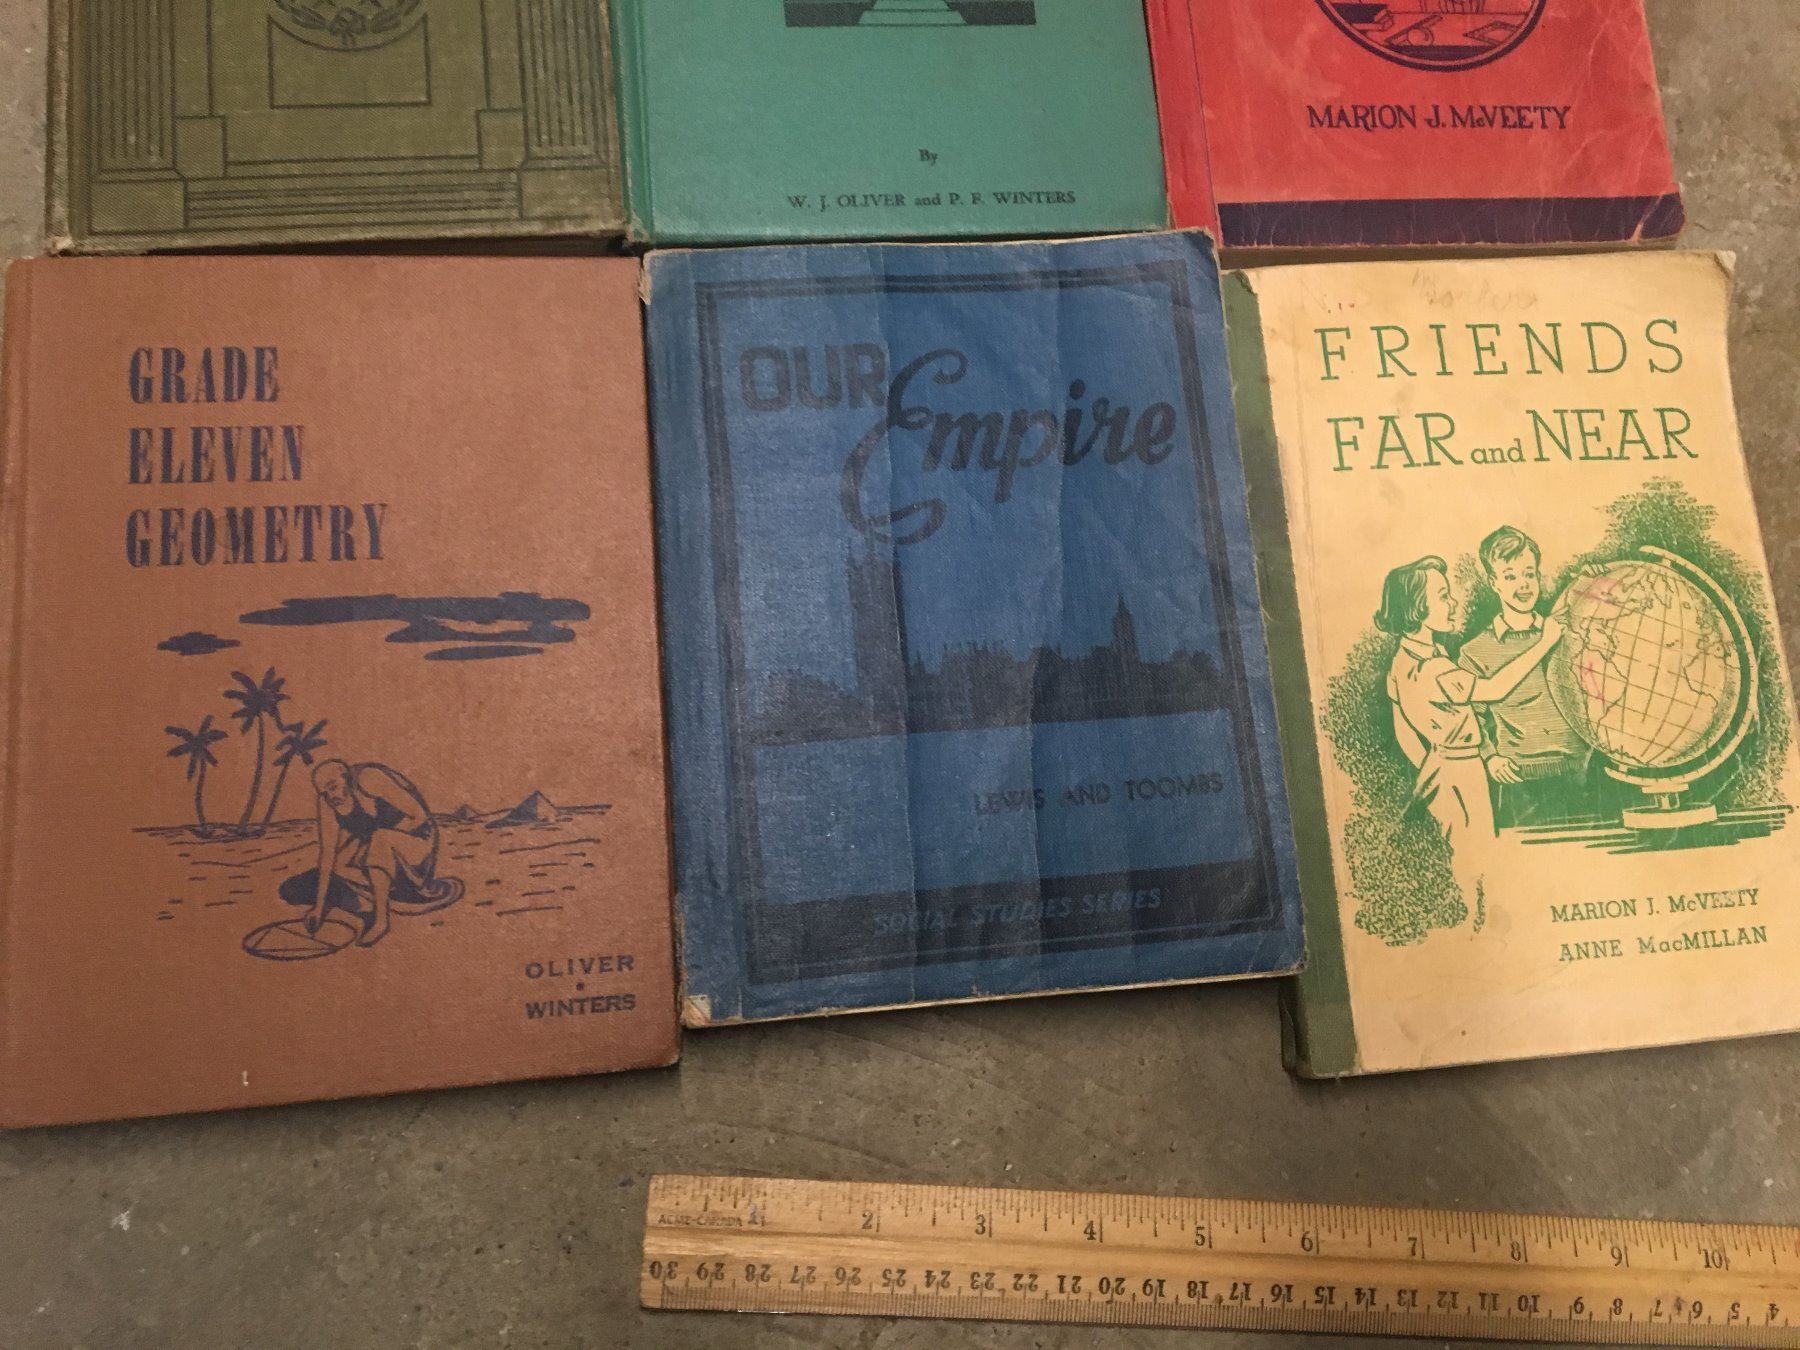 By
W. J. OLIVER and P. F. WINTERS
MARION J. McVEETY
GRADE
ELEVEN
GEOMETRY
OLIVER
WINTERS
OUR Empire
LEWIS AND TOOMBS
SOCIAL STUDIES SERIES
FRIENDS
FAR and NEAR
MARION J. McVEETY
ANNE MacMILLAN
ACME-CANADA 1 2 3 4 5 6 7 8 9 10
30 29 28 27 26 25 24 23 22 21 20 19 18 17 16 15 14 13 12 11 10 9 8 7 6 5 4